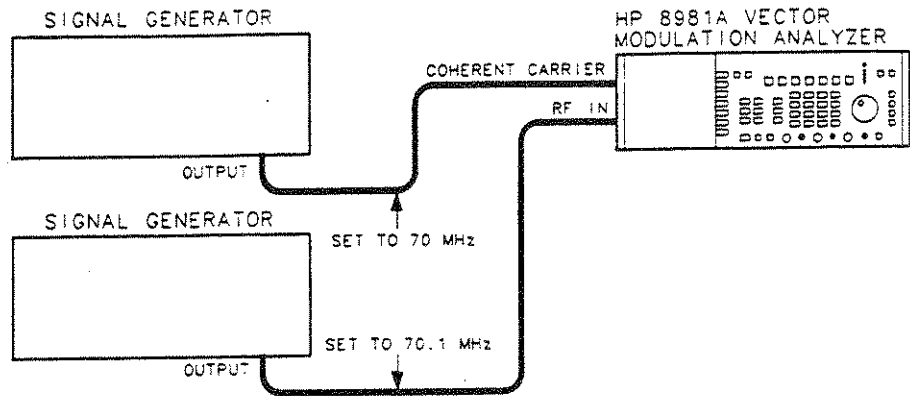 SIGNAL GENERATOR
HP 8981A VECTOR
MODULATION ANALYZER
COHERENT CARRIER
RF IN
OUTPUT
SIGNAL GENERATOR
SET TO 70 MHz
SET TO 70.1 MHz
OUTPUT